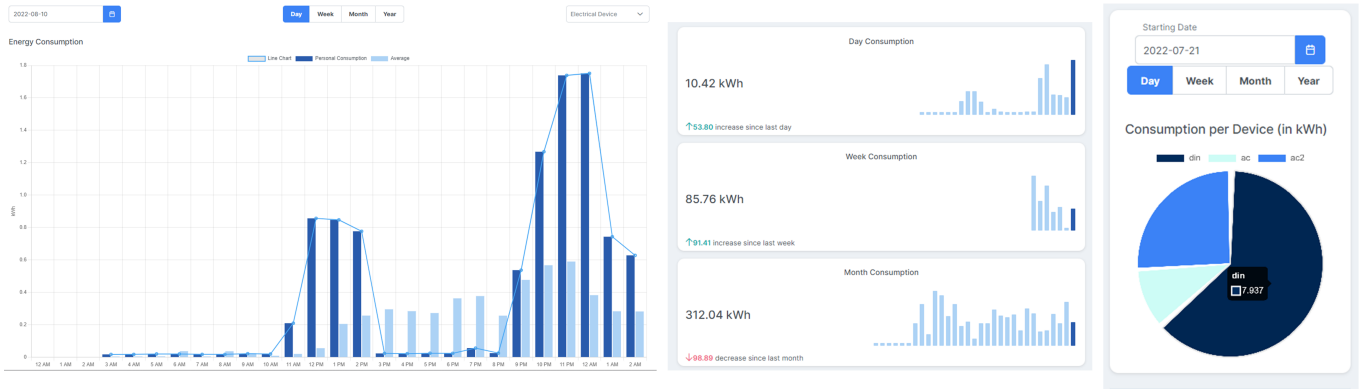 2022-08-10
Day Week Month Year
Electrical Device
Energy Consumption
Line Chart Personal Consumption Average
1.8
1.6
1.4
1.2
1.0
0.8
0.6
0.4
0.2
0
kWh
12 AM 1 AM 2 AM 3 AM 4 AM 5 AM 6 AM 7 AM 8 AM 9 AM 10 AM 11 AM 12 PM 1 PM 2 PM 3 PM 4 PM 5 PM 6 PM 7 PM 8 PM 9 PM 10 PM 11 PM 12 AM 1 AM 2 AM
Day Consumption
10.42 kWh
↑53.80 increase since last day
Week Consumption
85.76 kWh
↑91.41 increase since last week
Month Consumption
312.04 kWh
↓98.89 decrease since last month
Starting Date
2022-07-21
Day Week Month Year
Consumption per Device (in kWh)
din ac ac2
din
7.937